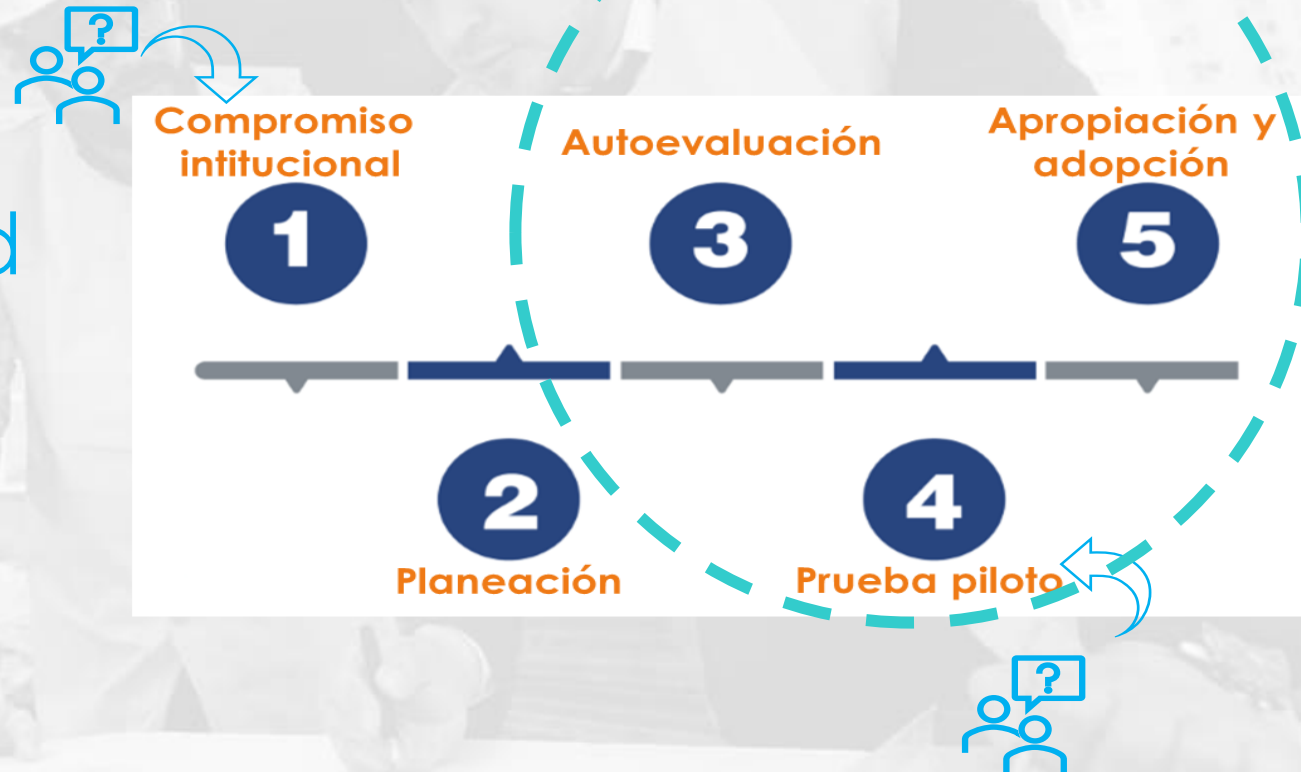 ?
Compromiso
intitucional
Autoevaluación
Apropiación y
adopción
1
3
5
d
2
4
Planeación
Prueba piloto
?